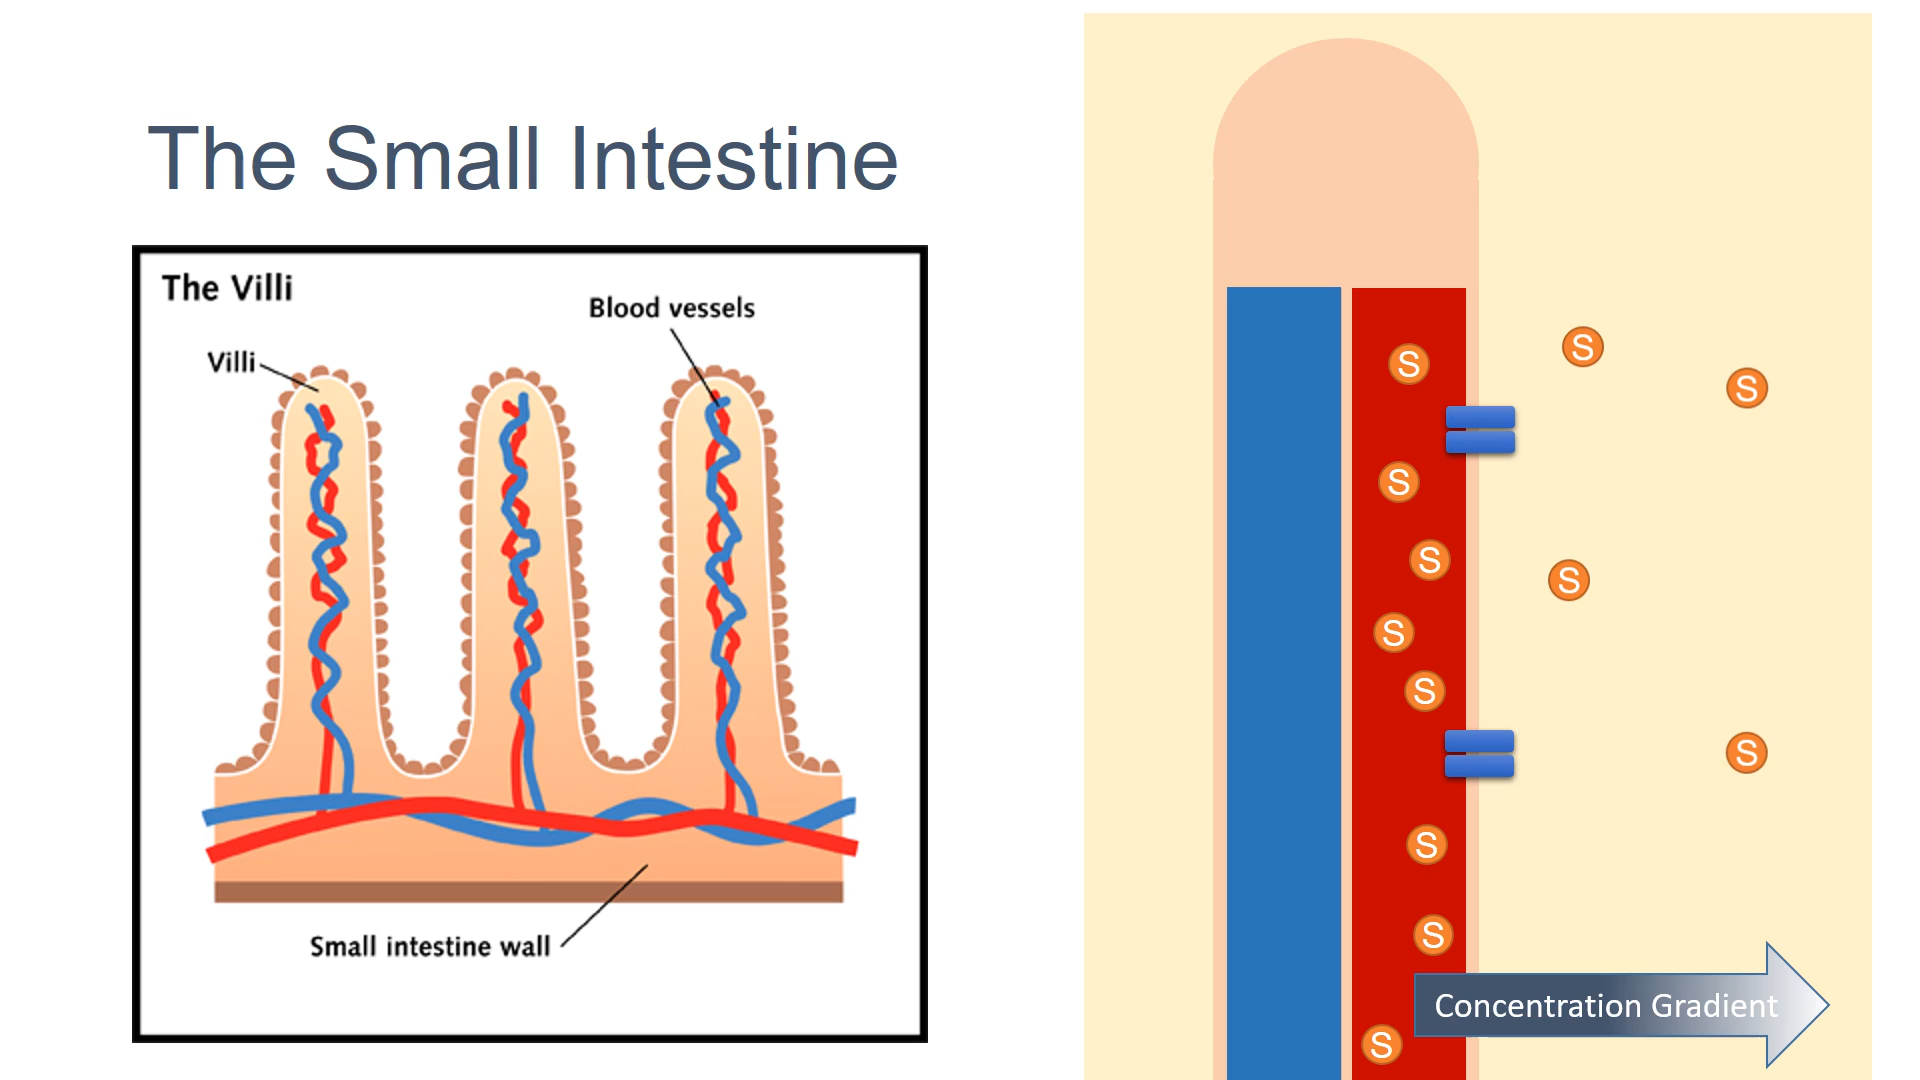 The Small Intestine
The Villi
Blood vessels
Villi
Small intestine wall
S
S
S
S
S
S
S
S
S
S
S
S
Concentration Gradient